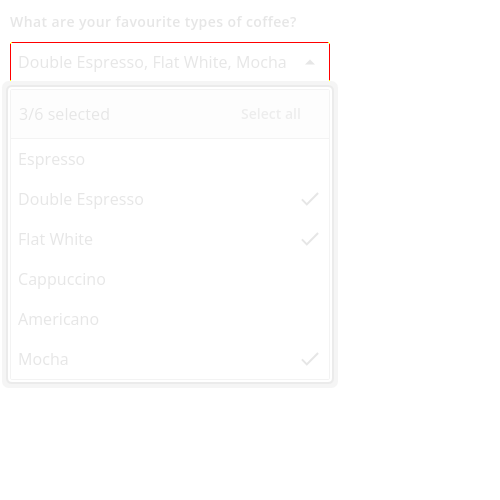 What are your favourite types of coffee?
Double Espresso, Flat White, Mocha
3/6 selected Select all
Espresso
Double Espresso
Flat White
Cappuccino
Americano
Mocha